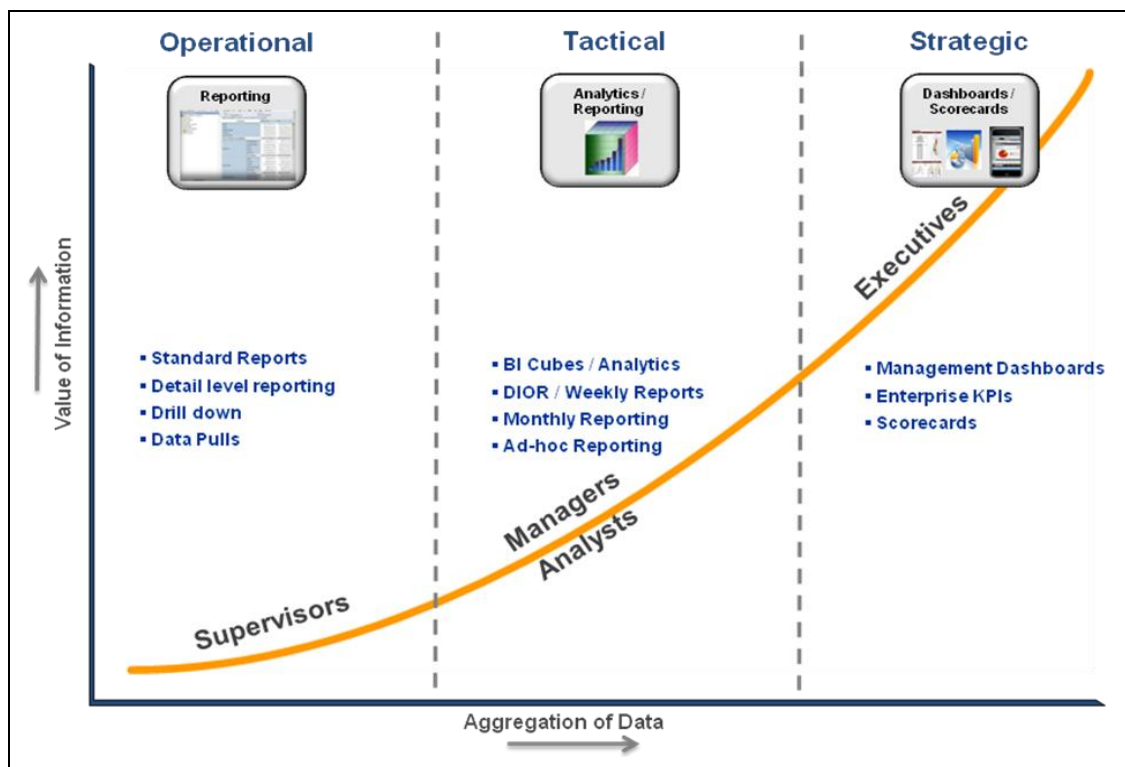 Operational
Tactical
Strategic
Reporting
Analytics /
Reporting
Dashboards /
Scorecards
Value of Information
▪ Standard Reports
▪ Detail level reporting
▪ Drill down
▪ Data Pulls
▪ BI Cubes / Analytics
▪ DIOR / Weekly Reports
▪ Monthly Reporting
▪ Ad-hoc Reporting
▪ Management Dashboards
▪ Enterprise KPIs
▪ Scorecards
Supervisors
Managers
Analysts
Executives
Aggregation of Data